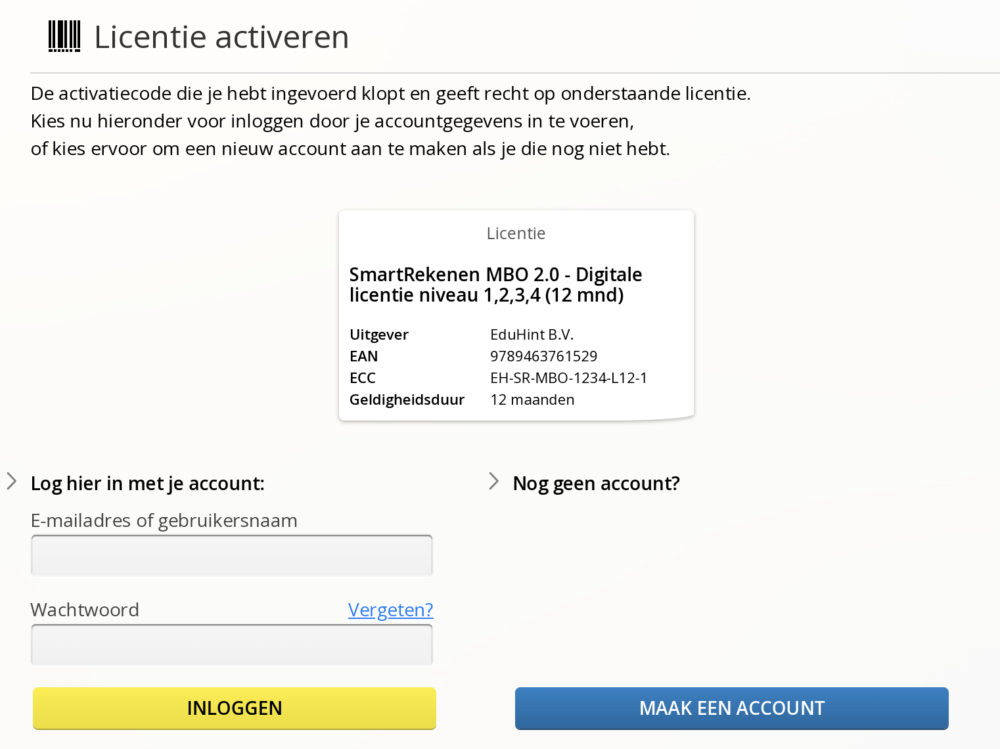 Licentie activeren
De activatiecode die je hebt ingevoerd klopt en geeft recht op onderstaande licentie.
Kies nu hieronder voor inloggen door je accountgegevens in te voeren,
of kies ervoor om een nieuw account aan te maken als je die nog niet hebt.
Licentie
SmartRekenen MBO 2.0 - Digitale
licentie niveau 1,2,3,4 (12 mnd)
Uitgever EduHint B.V.
EAN 9789463761529
ECC EH-SR-MBO-1234-L12-1
Geldigheidsduur 12 maanden
Log hier in met je account:
E-mailadres of gebruikersnaam
Wachtwoord Vergeten?
INLOGGEN
Nog geen account?
MAAK EEN ACCOUNT